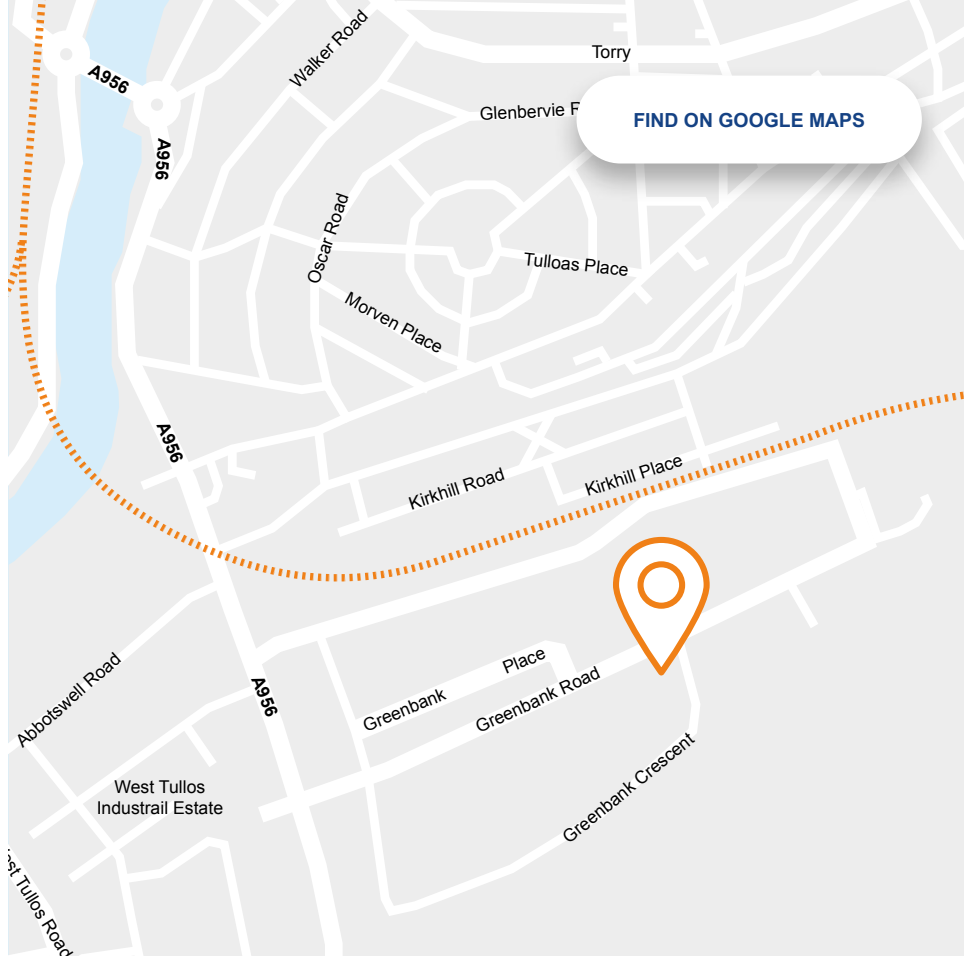 Walker Road
Torry
A956
Glenbervie
FIND ON GOOGLE MAPS
A956
Oscar Road
Tulloas Place
Morven Place
A956
Kirkhill Road
Kirkhill Place
Abbotswell Road
A956
Greenbank
Place
Greenbank Road
Greenbank Crescent
West Tullos
Industrail Estate
Tullos Road